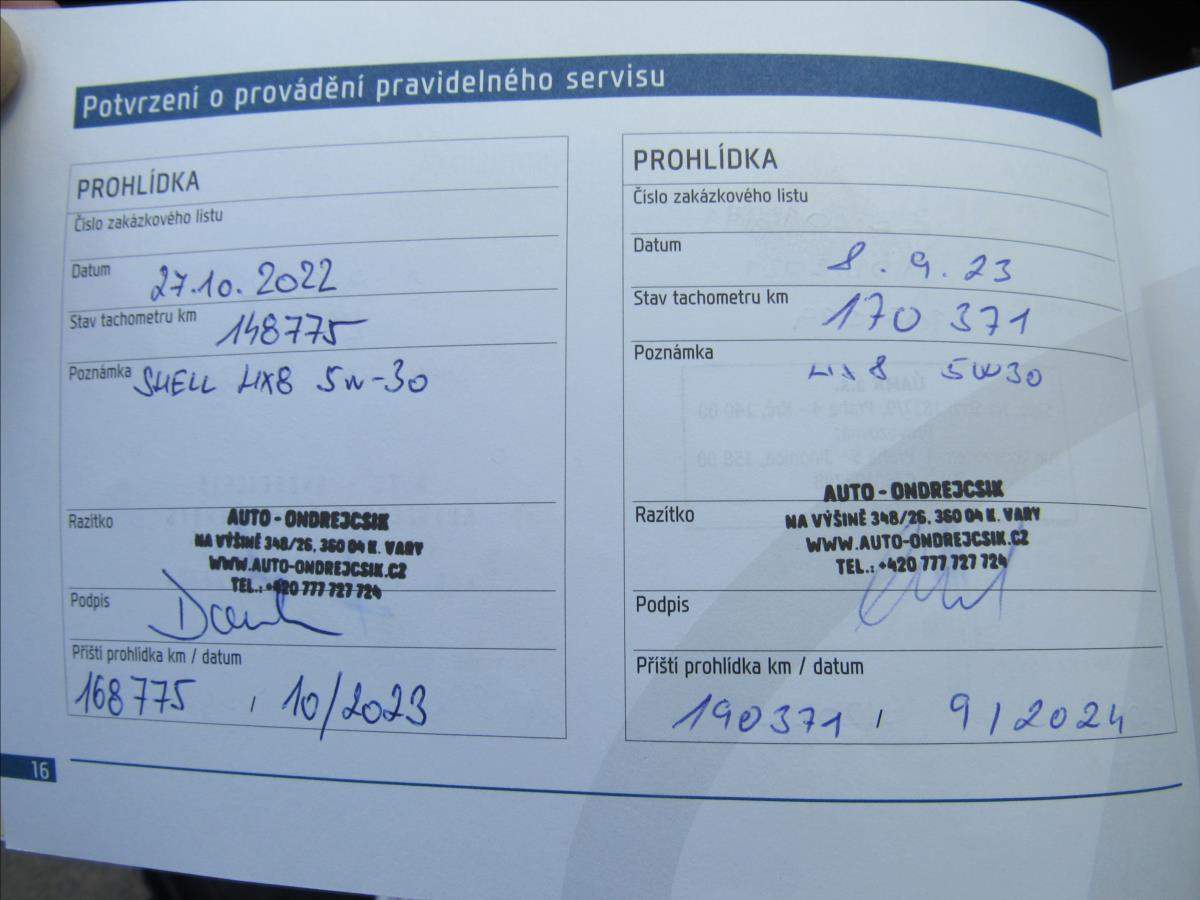 Potvrzení o provádění pravidelného servisu
PROHLÍDKA
Číslo zakázkového listu
Datum 27.10.2022
Stav tachometru km 148775
Poznámka SHELL HX8 5W-30
Razítko
AUTO - ONDREJCSIK
NA VÝŠINĚ 348/26, 360 04 K. VARY
WWW.AUTO-ONDREJCSIK.CZ
TEL.: +420 777 727 724
Podpis
Příští prohlídka km / datum
168775 / 10/2023
PROHLÍDKA
Číslo zakázkového listu
Datum 8.9.23
Stav tachometru km 170 371
Poznámka HX8 5W30
Razítko
AUTO - ONDREJCSIK
NA VÝŠINĚ 348/26, 360 04 K. VARY
WWW.AUTO-ONDREJCSIK.CZ
TEL.: +420 777 727 724
Podpis
Příští prohlídka km / datum
190371 / 9/2024
16